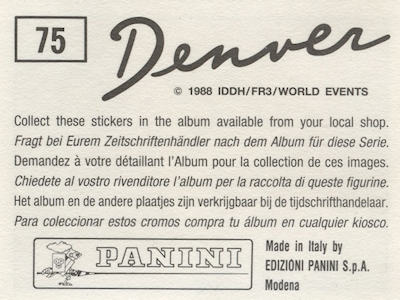 75
Denver
© 1988 IDDH/FR3/WORLD EVENTS
Collect these stickers in the album available from your local shop.
Fragt bei Eurem Zeitschriftenhändler nach dem Album für diese Serie.
Demandez à votre détaillant l'Album pour la collection de ces images.
Chiedete al vostro rivenditore l'album per la raccolta di queste figurine.
Het album en de andere plaatjes zijn verkrijgbaar bij de tijdschrifthandelaar.
Para coleccionar estos cromos compra tu álbum en cualquier kiosco.
PANINI
Made in Italy by
EDIZIONI PANINI S.p.A.
Modena